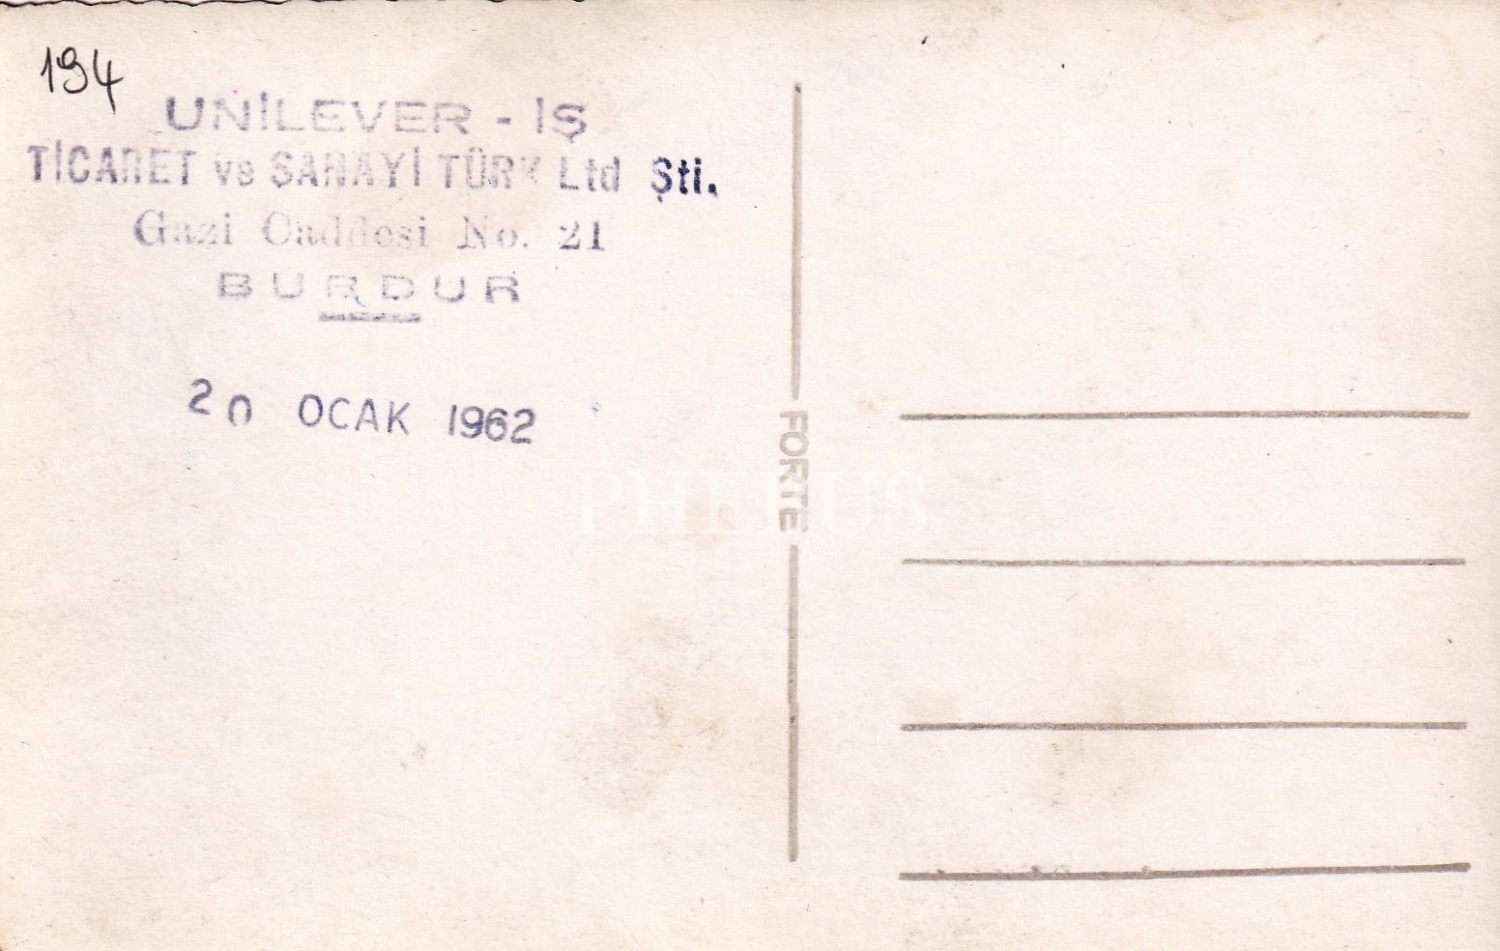 194
UNİLEVER - İŞ
TİCARET ve SANAYİ TÜRK Ltd Şti.
Gazi Caddesi No. 21
BURDUR
20 OCAK 1962
FORTE
PHEBUS